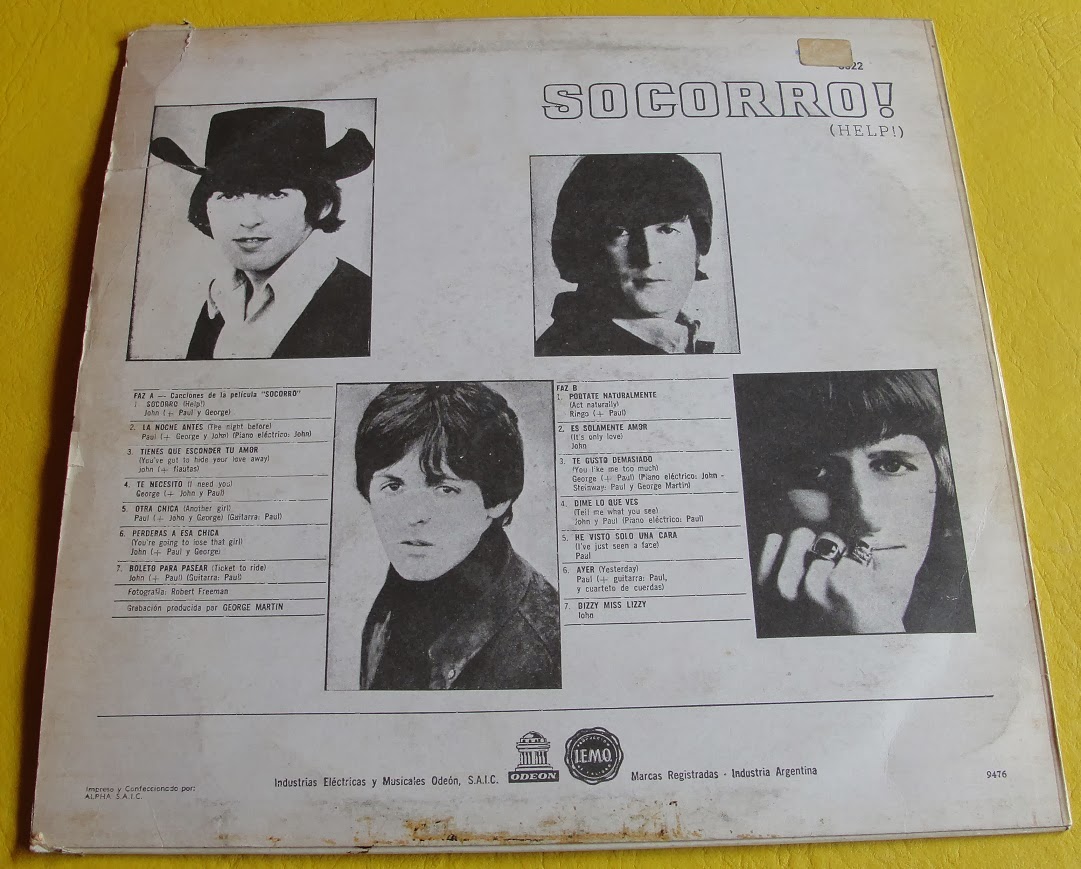 22
SOCORRO!
(HELP!)
FAZ A — Canciones de la película "SOCORRO"
1. SOCORRO (Help!)
John (+ Paul y George)
2. LA NOCHE ANTES (The night before)
Paul (+ George y John) (Piano eléctrico: John)
3. TIENES QUE ESCONDER TU AMOR
(You've got to hide your love away)
John (+ flautas)
4. TE NECESITO (I need you)
George (+ John y Paul)
5. OTRA CHICA (Another girl)
Paul (+ John y George) (Guitarra: Paul)
6. PERDERAS A ESA CHICA
(You're going to lose that girl)
John (+ Paul y George)
7. BOLETO PARA PASEAR (Ticket to ride)
John (+ Paul) (Guitarra: Paul)
Fotografía: Robert Freeman
Grabación producida por GEORGE MARTIN
FAZ B
1. PORTATE NATURALMENTE
(Act naturally)
Ringo (+ Paul)
2. ES SOLAMENTE AMOR
(It's only love)
John
3. TE GUSTO DEMASIADO
(You like me too much)
George (+ Paul) (Piano eléctrico: John -
Steinway: Paul y George Martin)
4. DIME LO QUE VES
(Tell me what you see)
John y Paul (Piano eléctrico: Paul)
5. HE VISTO SOLO UNA CARA
(I've just seen a face)
Paul
6. AYER (Yesterday)
Paul (+ guitarra: Paul,
y cuarteto de cuerdas)
7. DIZZY MISS LIZZY
John
Industrias Eléctricas y Musicales Odeón, S.A.I.C.
ODEON
I.E.M.O.
Marcas Registradas - Industria Argentina
9476
Impreso y Confeccionado por:
ALPHA S.A.I.C.